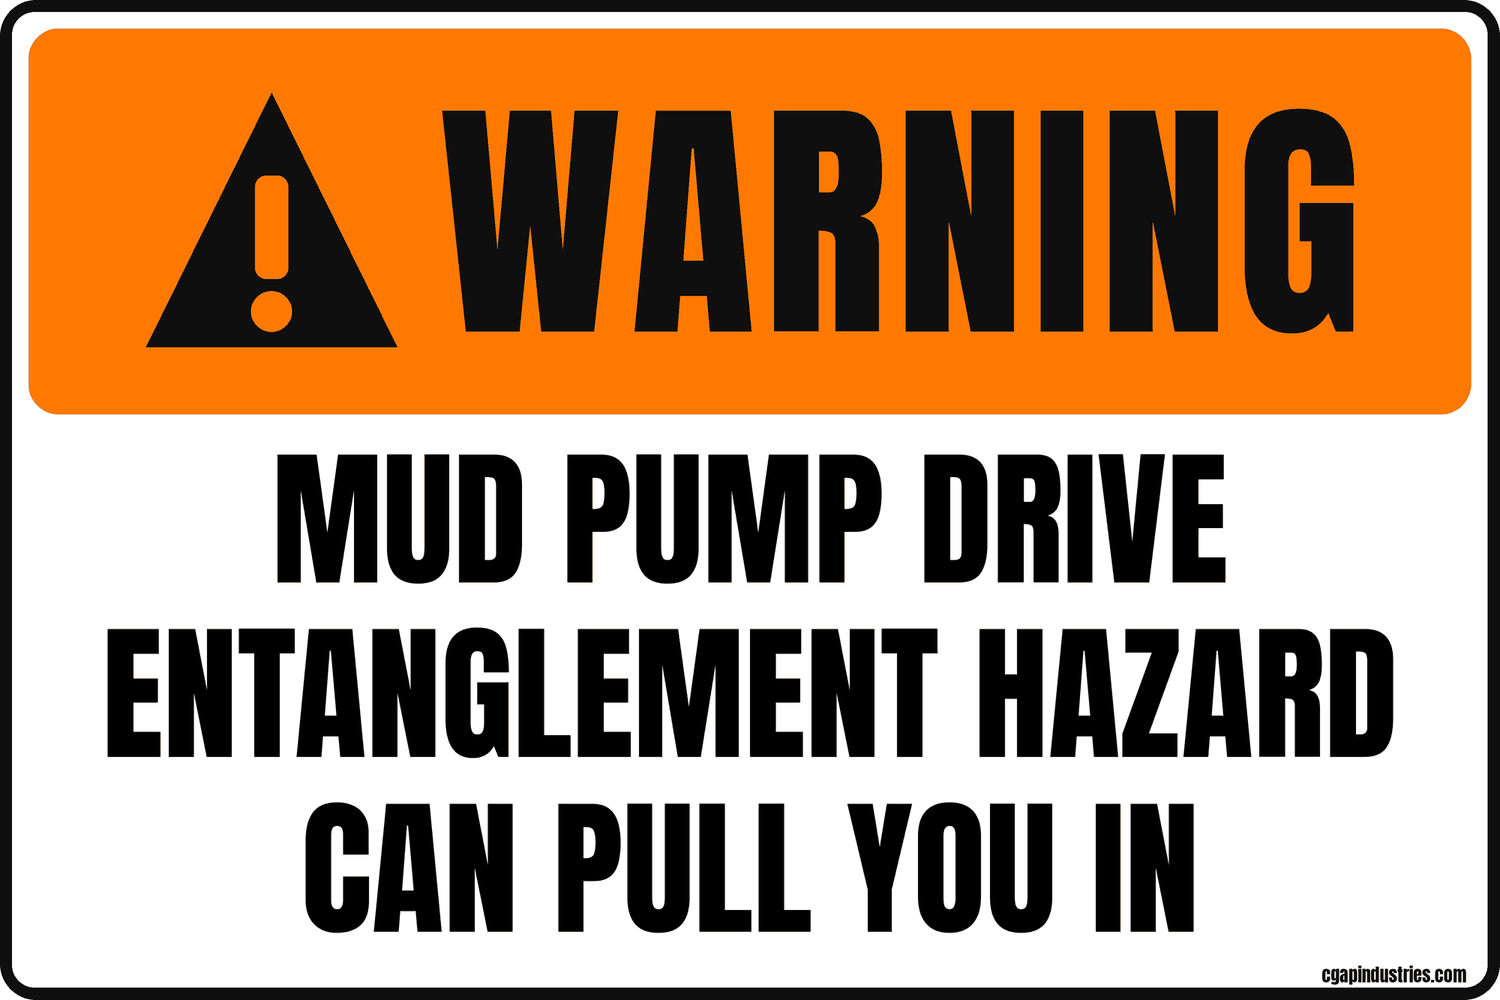 WARNING
MUD PUMP DRIVE
ENTANGLEMENT HAZARD
CAN PULL YOU IN
cgapindustries.com